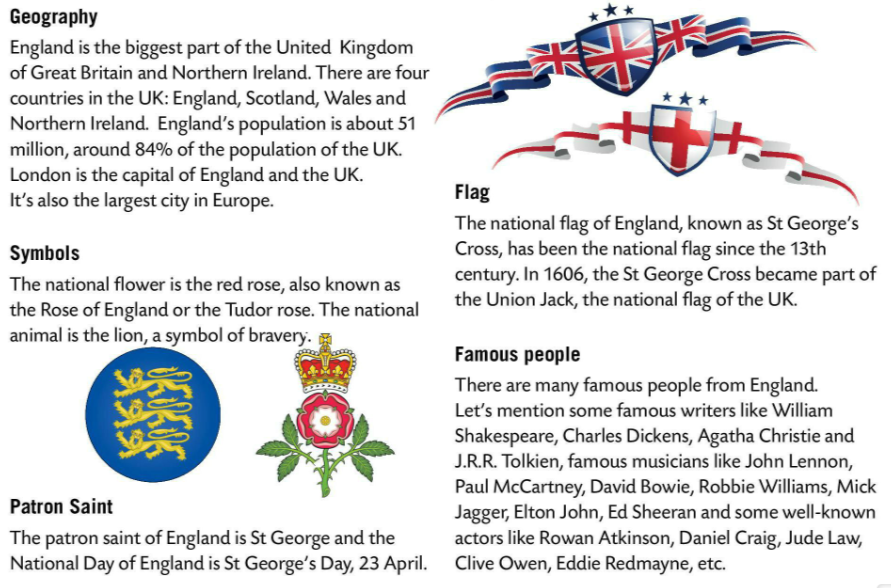 Geography
England is the biggest part of the United Kingdom
of Great Britain and Northern Ireland. There are four
countries in the UK: England, Scotland, Wales and
Northern Ireland. England's population is about 51
million, around 84% of the population of the UK.
London is the capital of England and the UK.
It's also the largest city in Europe.
Symbols
The national flower is the red rose, also known as
the Rose of England or the Tudor rose. The national
animal is the lion, a symbol of bravery.
Patron Saint
The patron saint of England is St George and the
National Day of England is St George's Day, 23 April.
Flag
The national flag of England, known as St George's
Cross, has been the national flag since the 13th
century. In 1606, the St George Cross became part of
the Union Jack, the national flag of the UK.
Famous people
There are many famous people from England.
Let's mention some famous writers like William
Shakespeare, Charles Dickens, Agatha Christie and
J.R.R. Tolkien, famous musicians like John Lennon,
Paul McCartney, David Bowie, Robbie Williams, Mick
Jagger, Elton John, Ed Sheeran and some well-known
actors like Rowan Atkinson, Daniel Craig, Jude Law,
Clive Owen, Eddie Redmayne, etc.